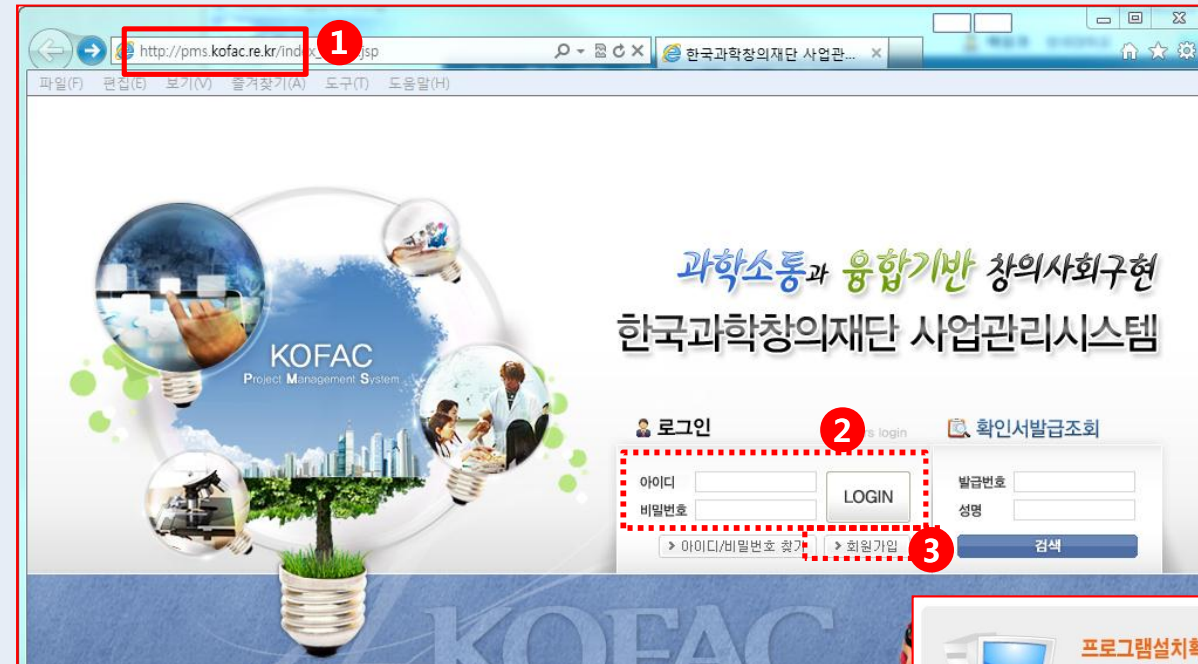 1
http://pms.kofac.re.kr/index_ jsp
한국과학창의재단 사업관... ×
파일(F) 편집(E) 보기(V) 즐겨찾기(A) 도구(T) 도움말(H)
과학소통과 융합기반 창의사회구현
한국과학창의재단 사업관리시스템
KOFAC
Project Management System
로그인
2
login
확인서발급조회
아이디
비밀번호
LOGIN
발급번호
성명
아이디/비밀번호 찾기
회원가입
3
검색
KOFAC
프로그램설치확